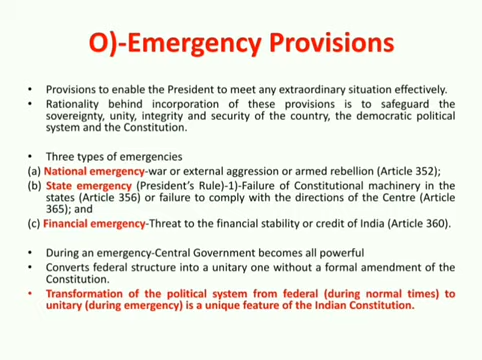 O)-Emergency Provisions
• Provisions to enable the President to meet any extraordinary situation effectively.
• Rationality behind incorporation of these provisions is to safeguard the
sovereignty, unity, integrity and security of the country, the democratic political
system and the Constitution.
• Three types of emergencies
(a) National emergency-war or external aggression or armed rebellion (Article 352);
(b) State emergency (President's Rule)-1)-Failure of Constitutional machinery in the
states (Article 356) or failure to comply with the directions of the Centre (Article
365); and
(c) Financial emergency-Threat to the financial stability or credit of India (Article 360).
• During an emergency-Central Government becomes all powerful
• Converts federal structure into a unitary one without a formal amendment of the
Constitution.
• Transformation of the political system from federal (during normal times) to
unitary (during emergency) is a unique feature of the Indian Constitution.